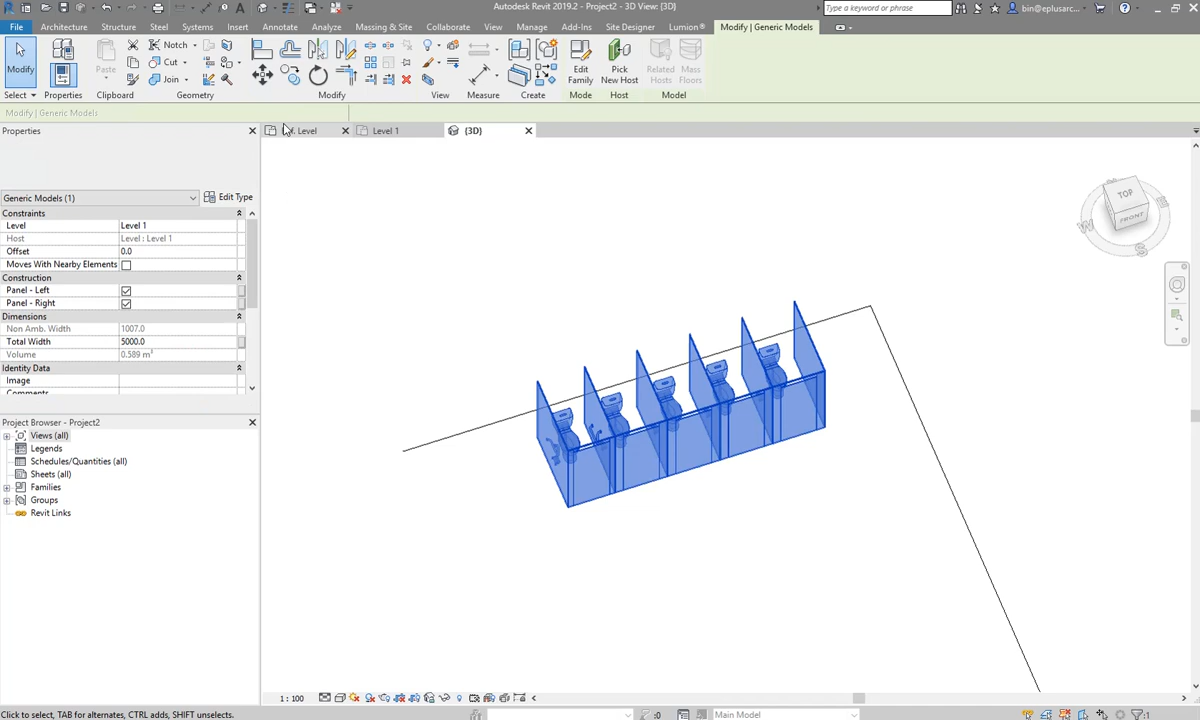 Autodesk Revit 2019.2 - Project2 - 3D View: {3D}
Type a keyword or phrase
bin@eplusarc...
File Architecture Structure Steel Systems Insert Annotate Analyze Massing & Site Collaborate View Manage Add-Ins Site Designer Lumion® Modify | Generic Models
Modify Paste Notch Cut Join Edit Family Pick New Host Related Hosts Mass Floors
Select Properties Clipboard Geometry Modify View Measure Create Mode Host Model
Modify | Generic Models
Properties
Level Level 1 {3D}
Generic Models (1) Edit Type
Constraints
Level Level 1
Host Level : Level 1
Offset 0.0
Moves With Nearby Elements
Construction
Panel - Left
Panel - Right
Dimensions
Non Amb. Width 1007.0
Total Width 5000.0
Volume 0.589 m³
Identity Data
Image
Comments
Project Browser - Project2
Views (all)
Legends
Schedules/Quantities (all)
Sheets (all)
Families
Groups
Revit Links
TOP
FRONT
W
S
E
1 : 100
Click to select, TAB for alternates, CTRL adds, SHIFT unselects.
:0
Main Model
:1